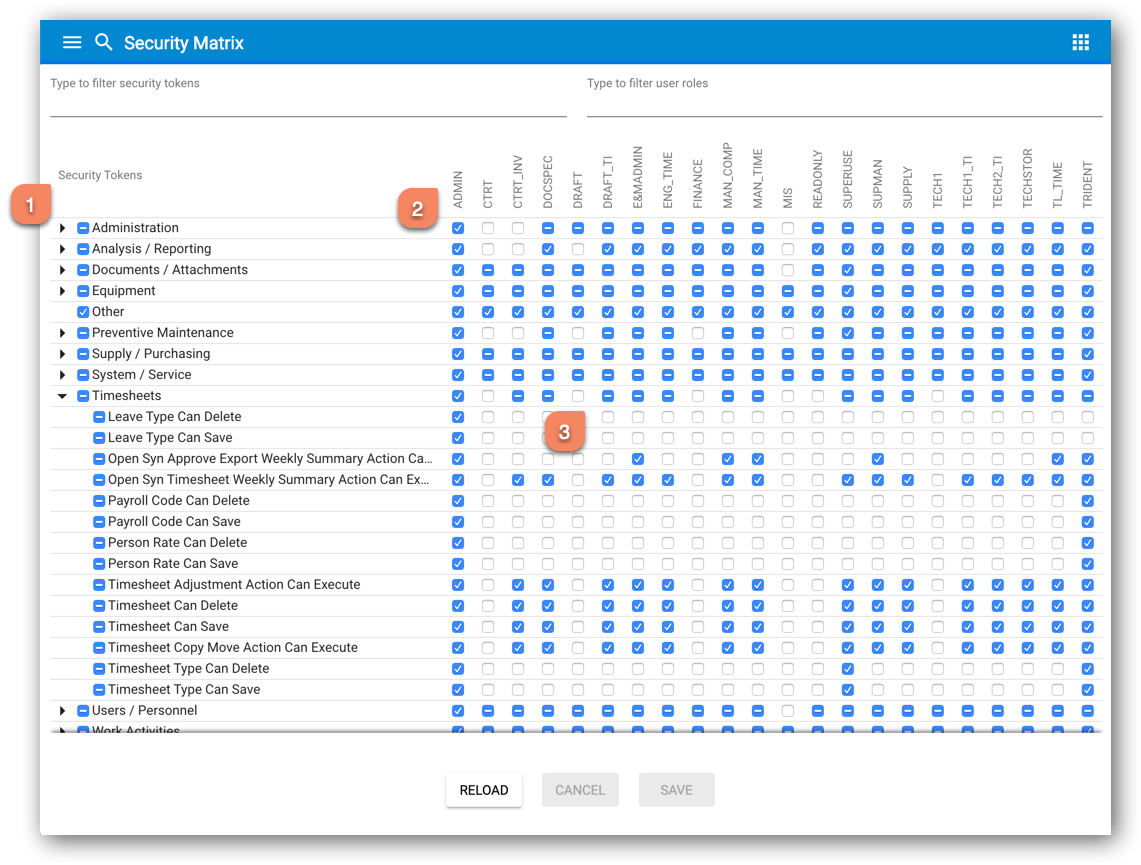 Security Matrix
Type to filter security tokens
Type to filter user roles
Security Tokens
ADMIN
CTRT
CTRT_INV
DOCSPEC
DRAFT
DRAFT_TI
E&MADMIN
ENG_TIME
FINANCE
MAN_COMP
MAN_TIME
MIS
READONLY
SUPERUSE
SUPMAN
SUPPLY
TECH1
TECH1_TI
TECH2_TI
TECHSTOR
TL_TIME
TRIDENT
1
2
Administration
Analysis / Reporting
Documents / Attachments
Equipment
Other
Preventive Maintenance
Supply / Purchasing
System / Service
Timesheets
Leave Type Can Delete
3
Leave Type Can Save
Open Syn Approve Export Weekly Summary Action Ca...
Open Syn Timesheet Weekly Summary Action Can Ex...
Payroll Code Can Delete
Payroll Code Can Save
Person Rate Can Delete
Person Rate Can Save
Timesheet Adjustment Action Can Execute
Timesheet Can Delete
Timesheet Can Save
Timesheet Copy Move Action Can Execute
Timesheet Type Can Delete
Timesheet Type Can Save
Users / Personnel
Work Activities
RELOAD
CANCEL
SAVE